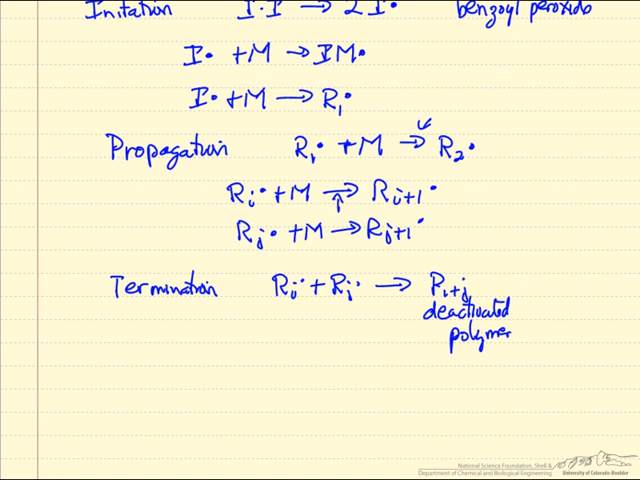 Initation I·I → 2I• benzoyl peroxide
I• + M → IM•
I• + M → R₁•
Propagation R₁• + M → R₂•
Rᵢ• + M → Rᵢ₊₁•
Rⱼ• + M → Rⱼ₊₁•
Termination Rᵢ• + Rⱼ• → Pᵢ₊ⱼ
deactivated
polymer
National Science Foundation, Shell &
Department of Chemical and Biological Engineering
University of Colorado-Boulder